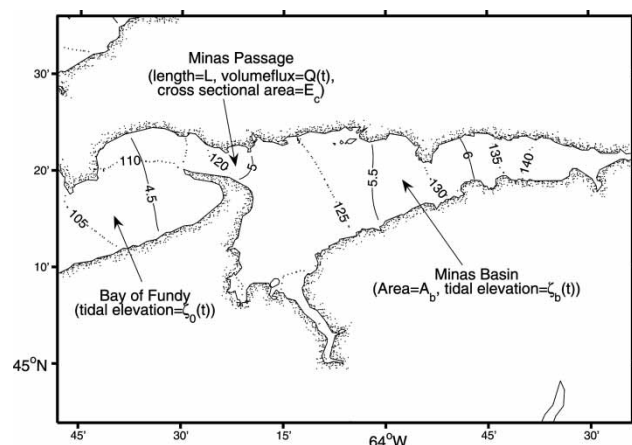 Minas Passage
(length=L, volumeflux=Q(t),
cross sectional area=E_c)
30'
120
5
135
140
6
110
20'
4.5
5.5
130
105
125
10'
Bay of Fundy
(tidal elevation=ζ_0(t))
Minas Basin
(Area=A_b, tidal elevation=ζ_b(t))
45°N
45'
30'
15'
64°W
45'
30'